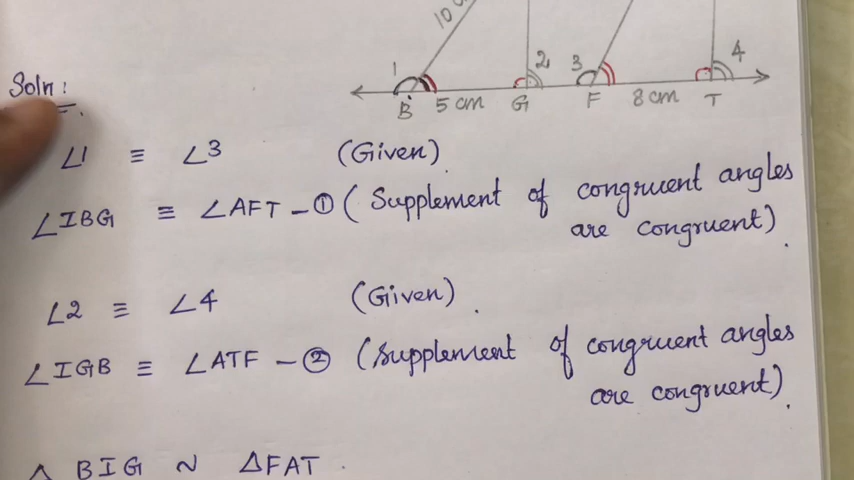 10
1 2 3 4
B 5 cm G F 8 cm T
Soln:
∠1 ≡ ∠3 (Given)
∠IBG ≡ ∠AFT - ① (Supplement of congruent angles
are congruent).
∠2 ≡ ∠4 (Given).
∠IGB ≡ ∠ATF - ② (Supplement of congruent angles
are congruent).
△ BIG ~ △FAT.